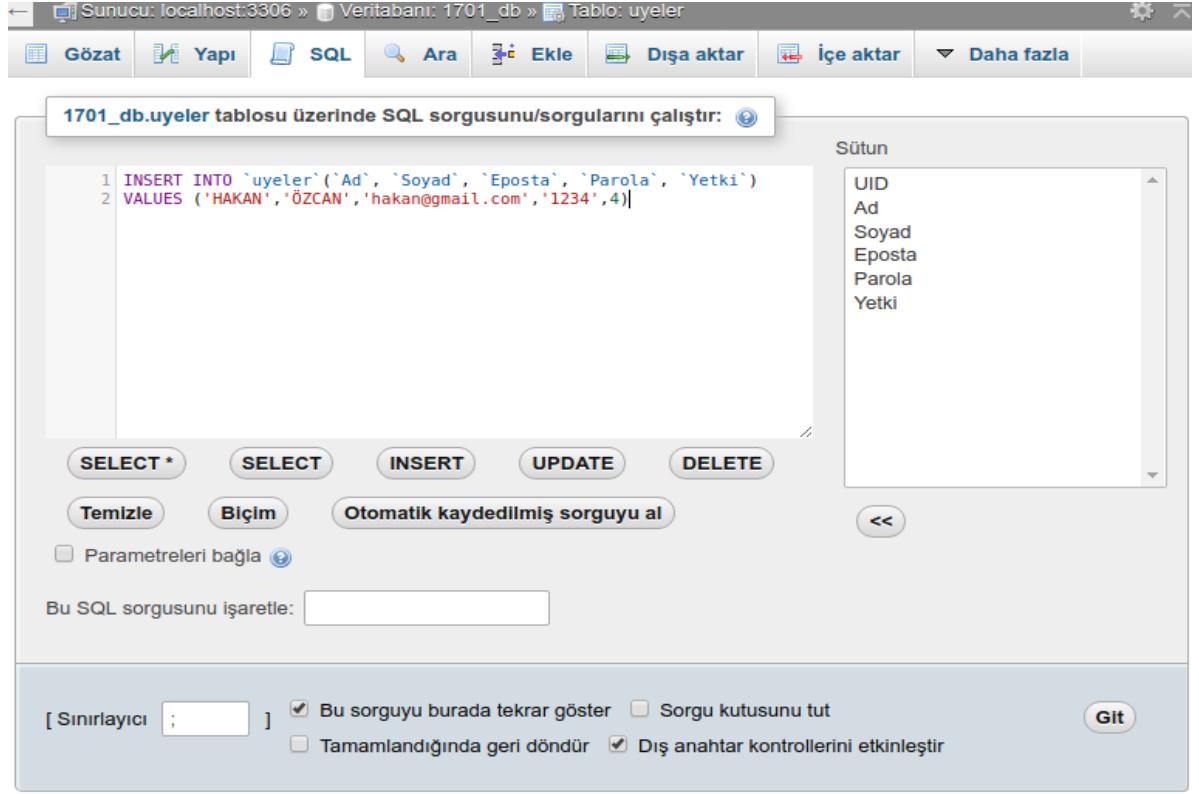 ← Sunucu: localhost:3306 » Veritabanı: 1701_db » Tablo: uyeler
Gözat Yapı SQL Ara Ekle Dışa aktar İçe aktar Daha fazla
1701_db.uyeler tablosu üzerinde SQL sorgusunu/sorgularını çalıştır:
Sütun
1 INSERT INTO `uyeler`(`Ad`, `Soyad`, `Eposta`, `Parola`, `Yetki`)
2 VALUES ('HAKAN','ÖZCAN','hakan@gmail.com','1234',4)
UID
Ad
Soyad
Eposta
Parola
Yetki
SELECT * SELECT INSERT UPDATE DELETE
Temizle Biçim Otomatik kaydedilmiş sorguyu al
<<
Parametreleri bağla
Bu SQL sorgusunu işaretle:
[ Sınırlayıcı ; ] Bu sorguyu burada tekrar göster Sorgu kutusunu tut
Tamamlandığında geri döndür Dış anahtar kontrollerini etkinleştir
Git